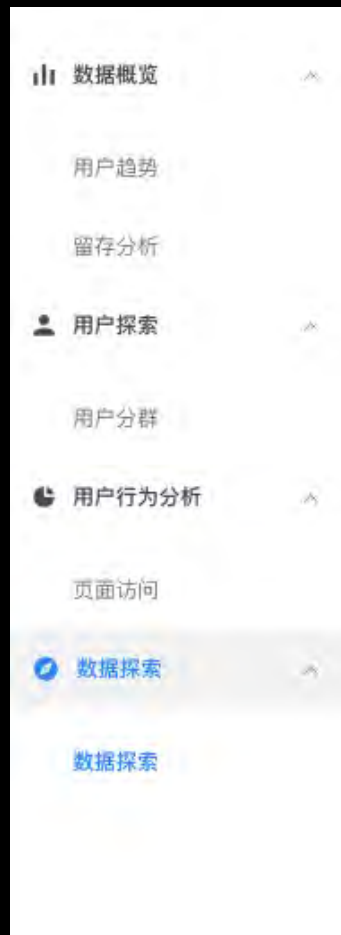 数据概览
用户趋势
留存分析
用户探索
用户分群
用户行为分析
页面访问
数据探索
数据探索